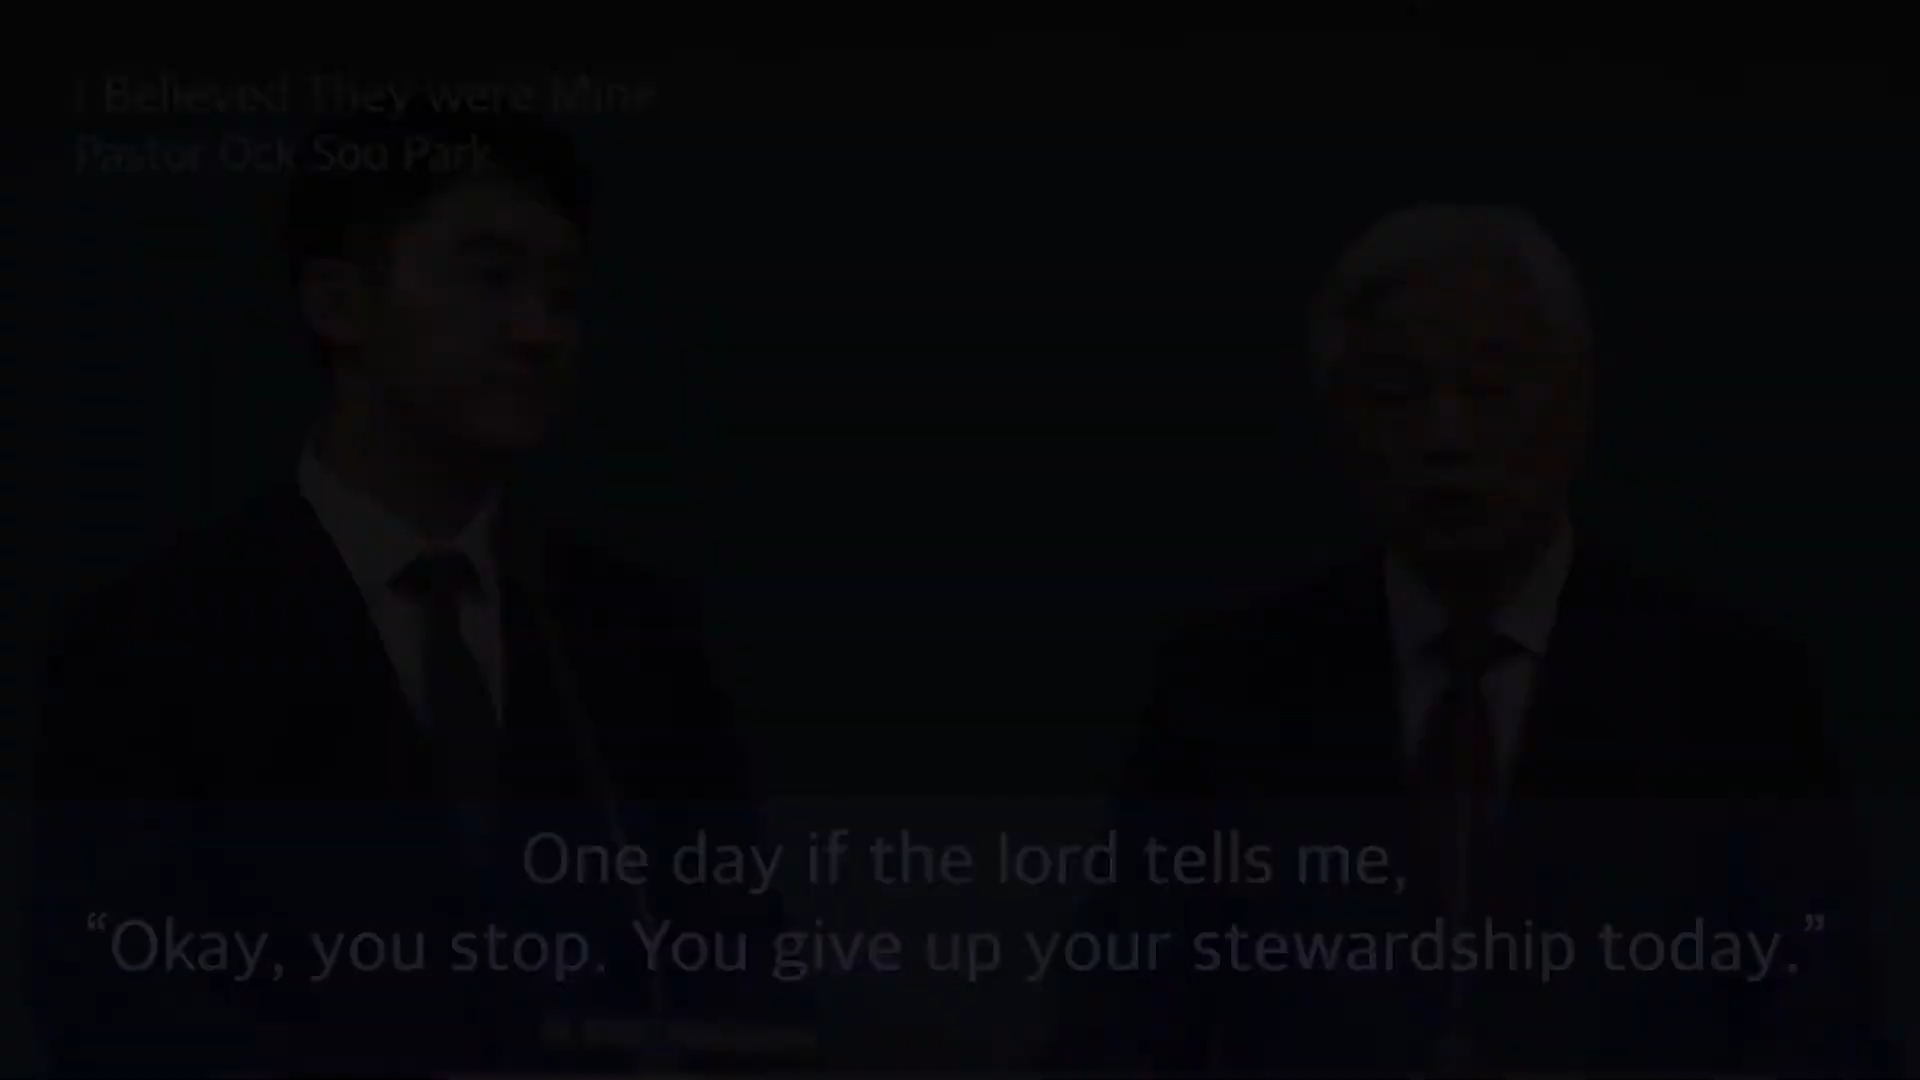 I Believed They were Mine
Pastor Ock Soo Park
One day if the lord tells me,
“Okay, you stop. You give up your stewardship today.”